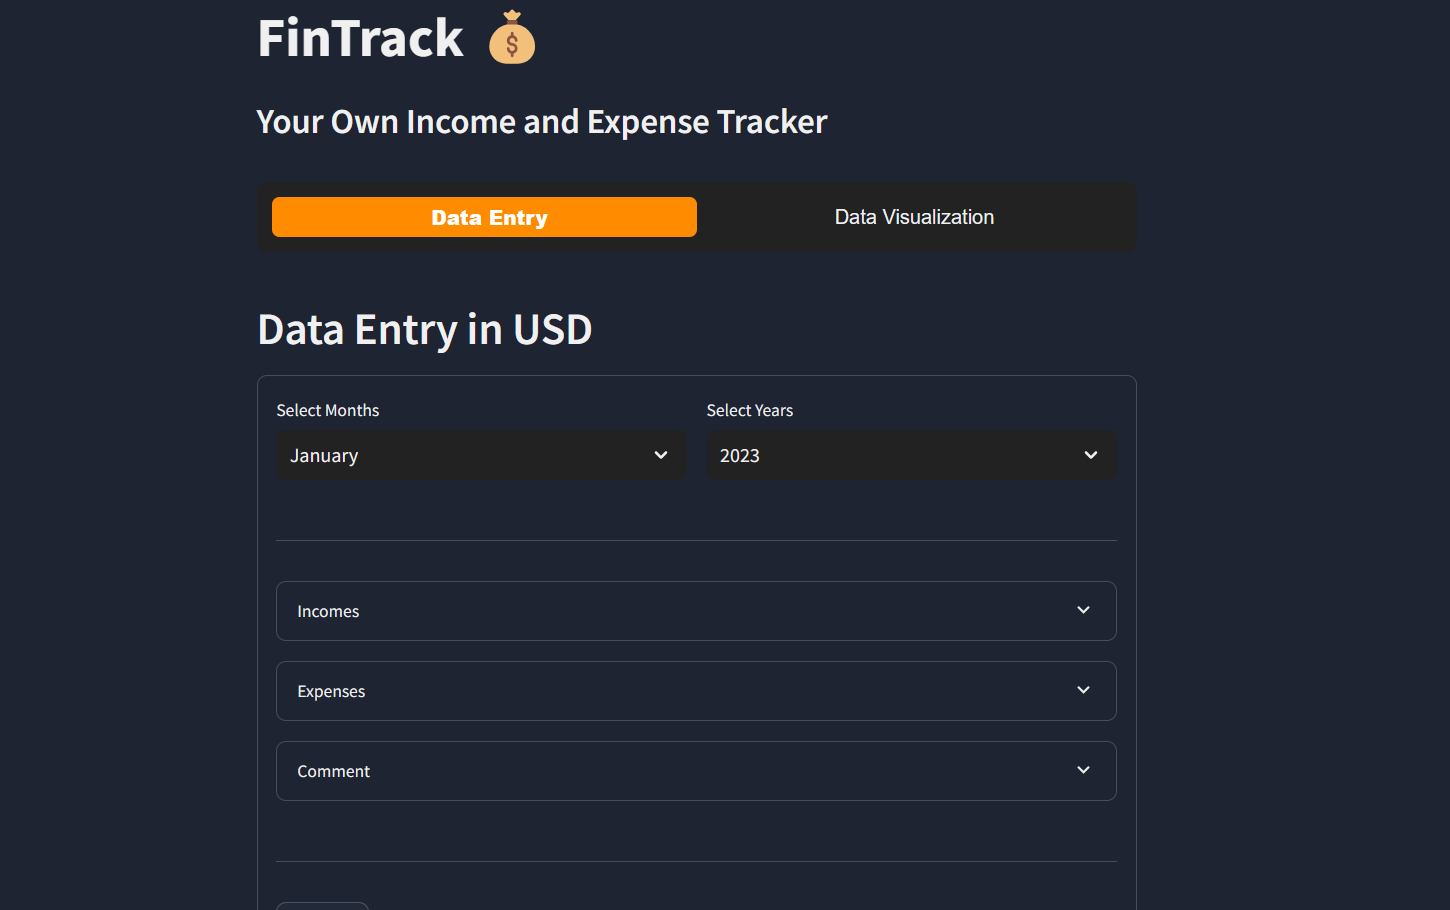 FinTrack
Your Own Income and Expense Tracker
Data Entry
Data Visualization
Data Entry in USD
Select Months
Select Years
January
2023
Incomes
Expenses
Comment